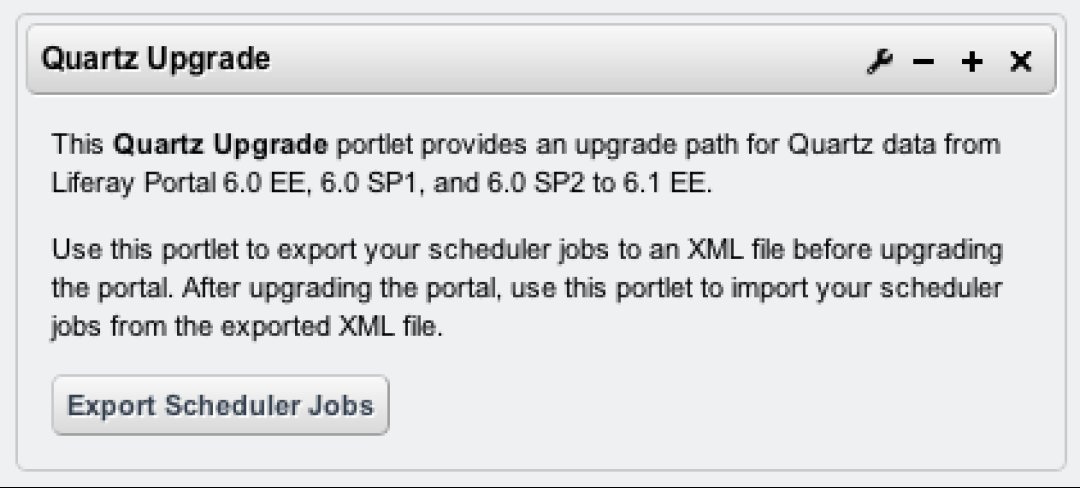 Quartz Upgrade
This Quartz Upgrade portlet provides an upgrade path for Quartz data from
Liferay Portal 6.0 EE, 6.0 SP1, and 6.0 SP2 to 6.1 EE.
Use this portlet to export your scheduler jobs to an XML file before upgrading
the portal. After upgrading the portal, use this portlet to import your scheduler
jobs from the exported XML file.
Export Scheduler Jobs